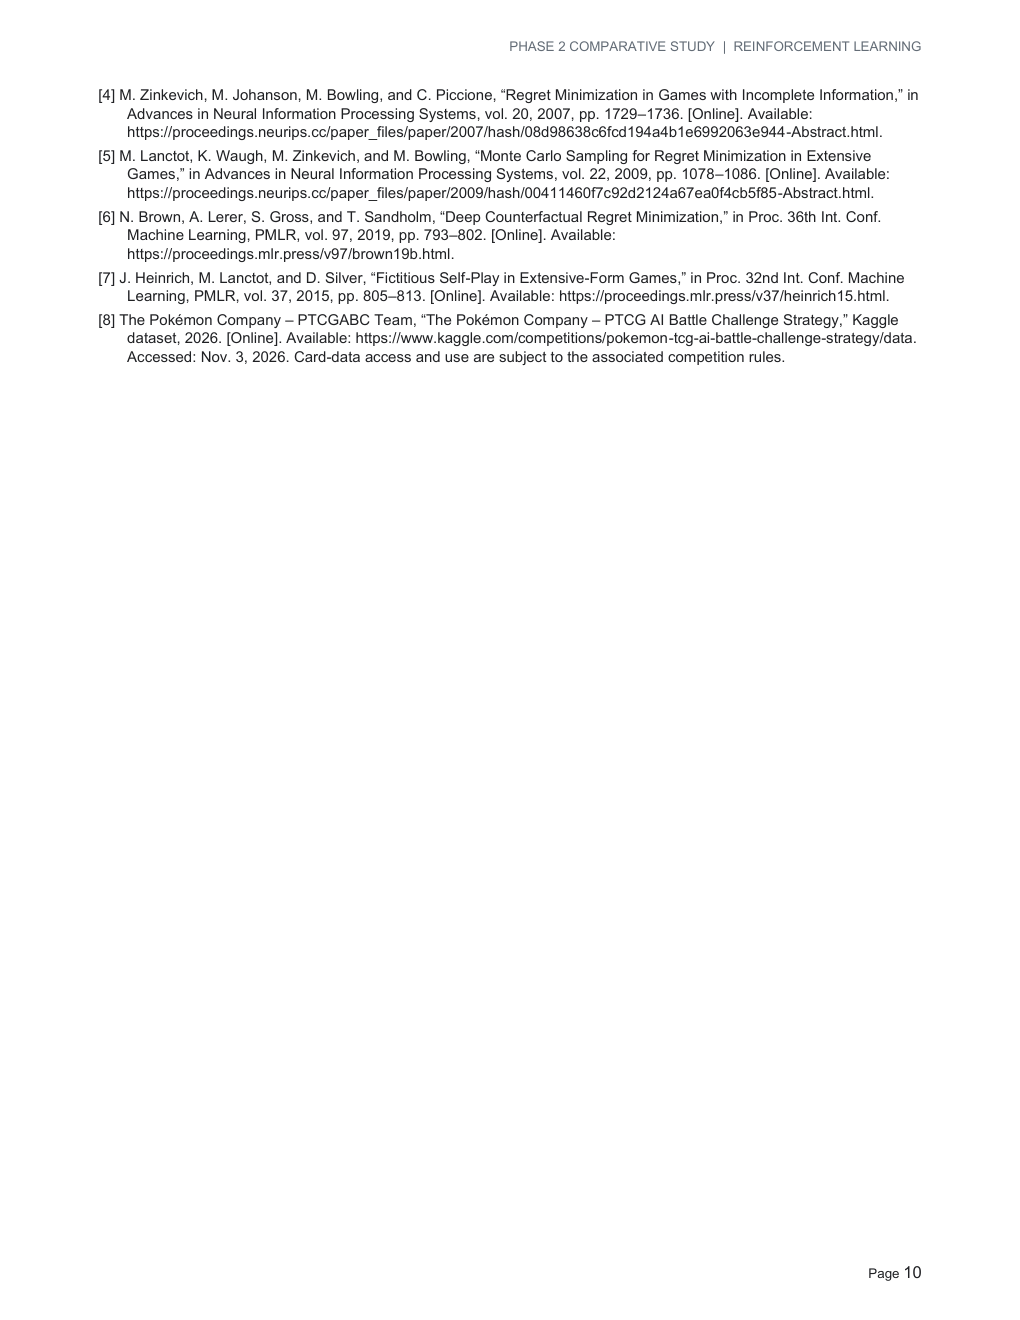 PHASE 2 COMPARATIVE STUDY | REINFORCEMENT LEARNING
[4] M. Zinkevich, M. Johanson, M. Bowling, and C. Piccione, “Regret Minimization in Games with Incomplete Information,” in
Advances in Neural Information Processing Systems, vol. 20, 2007, pp. 1729–1736. [Online]. Available:
https://proceedings.neurips.cc/paper_files/paper/2007/hash/08d98638c6fcd194a4b1e6992063e944-Abstract.html.
[5] M. Lanctot, K. Waugh, M. Zinkevich, and M. Bowling, “Monte Carlo Sampling for Regret Minimization in Extensive
Games,” in Advances in Neural Information Processing Systems, vol. 22, 2009, pp. 1078–1086. [Online]. Available:
https://proceedings.neurips.cc/paper_files/paper/2009/hash/00411460f7c92d2124a67ea0f4cb5f85-Abstract.html.
[6] N. Brown, A. Lerer, S. Gross, and T. Sandholm, “Deep Counterfactual Regret Minimization,” in Proc. 36th Int. Conf.
Machine Learning, PMLR, vol. 97, 2019, pp. 793–802. [Online]. Available:
https://proceedings.mlr.press/v97/brown19b.html.
[7] J. Heinrich, M. Lanctot, and D. Silver, “Fictitious Self-Play in Extensive-Form Games,” in Proc. 32nd Int. Conf. Machine
Learning, PMLR, vol. 37, 2015, pp. 805–813. [Online]. Available: https://proceedings.mlr.press/v37/heinrich15.html.
[8] The Pokémon Company – PTCGABC Team, “The Pokémon Company – PTCG AI Battle Challenge Strategy,” Kaggle
dataset, 2026. [Online]. Available: https://www.kaggle.com/competitions/pokemon-tcg-ai-battle-challenge-strategy/data.
Accessed: Nov. 3, 2026. Card-data access and use are subject to the associated competition rules.
Page 10